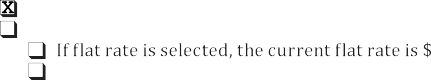 X
If flat rate is selected, the current flat rate is $